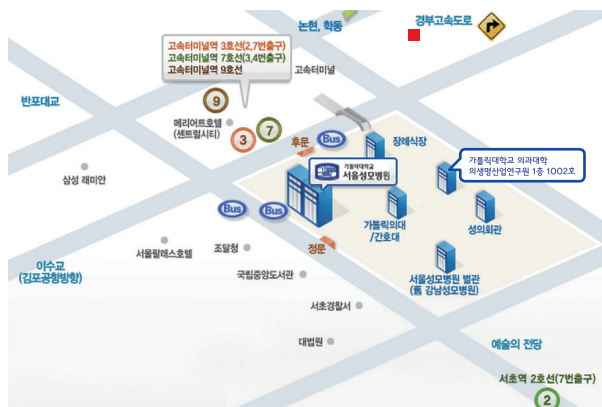 논현, 학동
경부고속도로
고속터미널역 3호선(2,7번출구)
고속터미널역 7호선(3,4번출구)
고속터미널역 9호선
고속터미널
반포대교
9
메리어트호텔
(센트럴시티)
3
7
후문
Bus
장례식장
가톨릭대학교
서울성모병원
가톨릭대학교 의과대학
의생명산업연구원 1층 1002호
삼성 래미안
Bus
Bus
가톨릭의대
/간호대
성의회관
서울팔래스호텔
조달청
정문
이수교
(김포공항방향)
국립중앙도서관
서울성모병원 별관
(舊 강남성모병원)
서초경찰서
대법원
예술의 전당
서초역 2호선(7번출구)
2